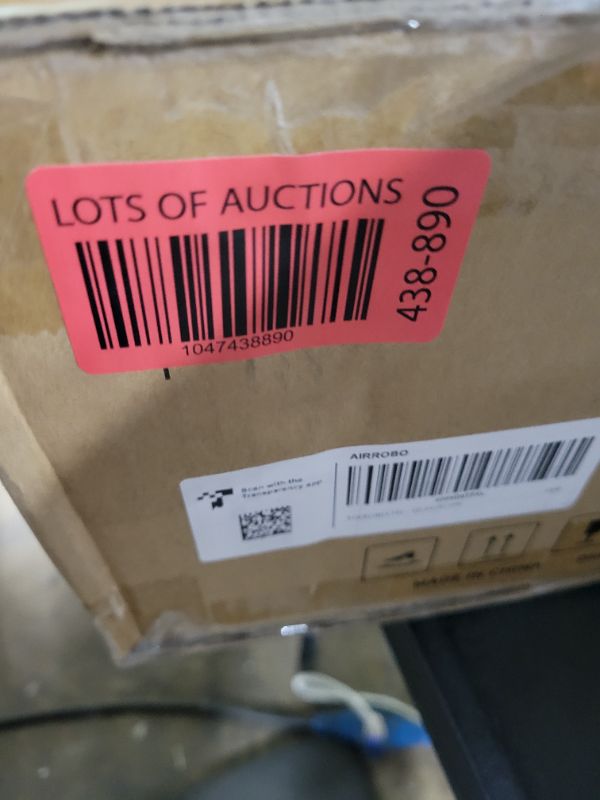 LOTS OF AUCTIONS
438-890
1047438890
AIRROBO
Scan with the
Transparency app
MADE IN CHINA